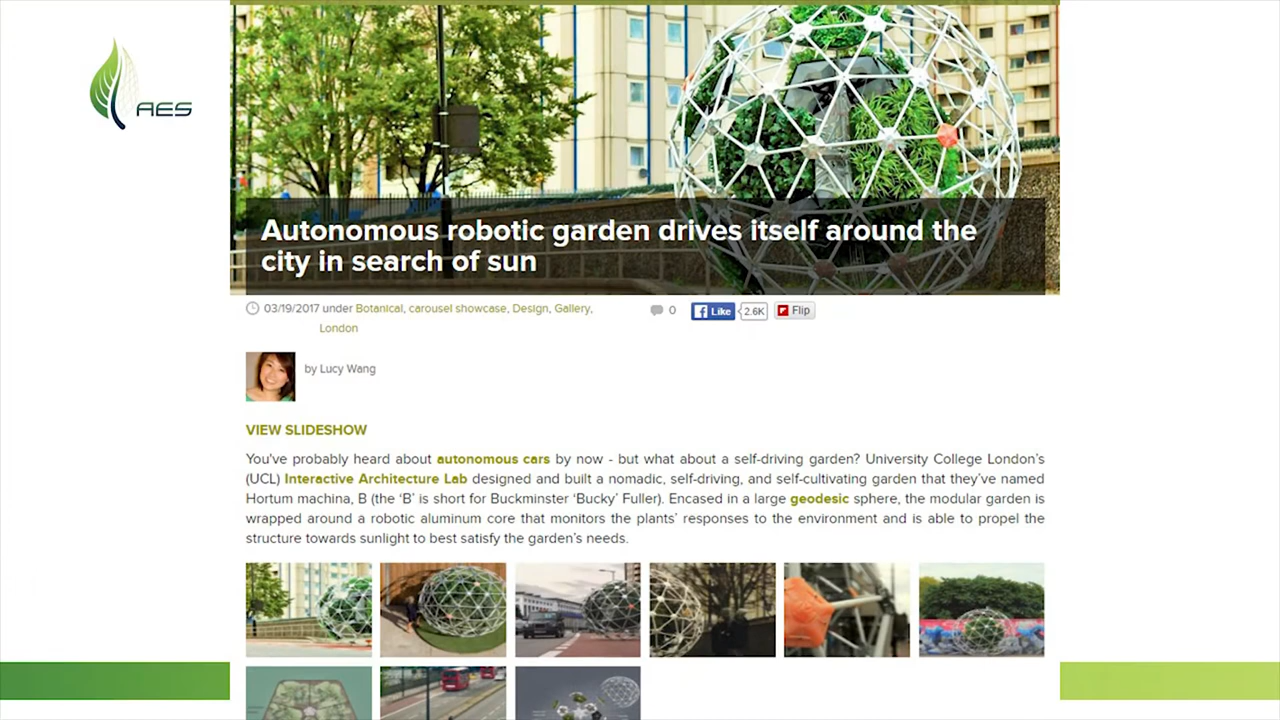 AES
Autonomous robotic garden drives itself around the
city in search of sun
03/19/2017 under Botanical, carousel showcase, Design, Gallery,
London
0
Like
2.6K
Flip
by Lucy Wang
VIEW SLIDESHOW
You've probably heard about autonomous cars by now - but what about a self-driving garden? University College London’s
(UCL) Interactive Architecture Lab designed and built a nomadic, self-driving, and self-cultivating garden that they’ve named
Hortum machina, B (the ‘B’ is short for Buckminster ‘Bucky’ Fuller). Encased in a large geodesic sphere, the modular garden is
wrapped around a robotic aluminum core that monitors the plants’ responses to the environment and is able to propel the
structure towards sunlight to best satisfy the garden’s needs.